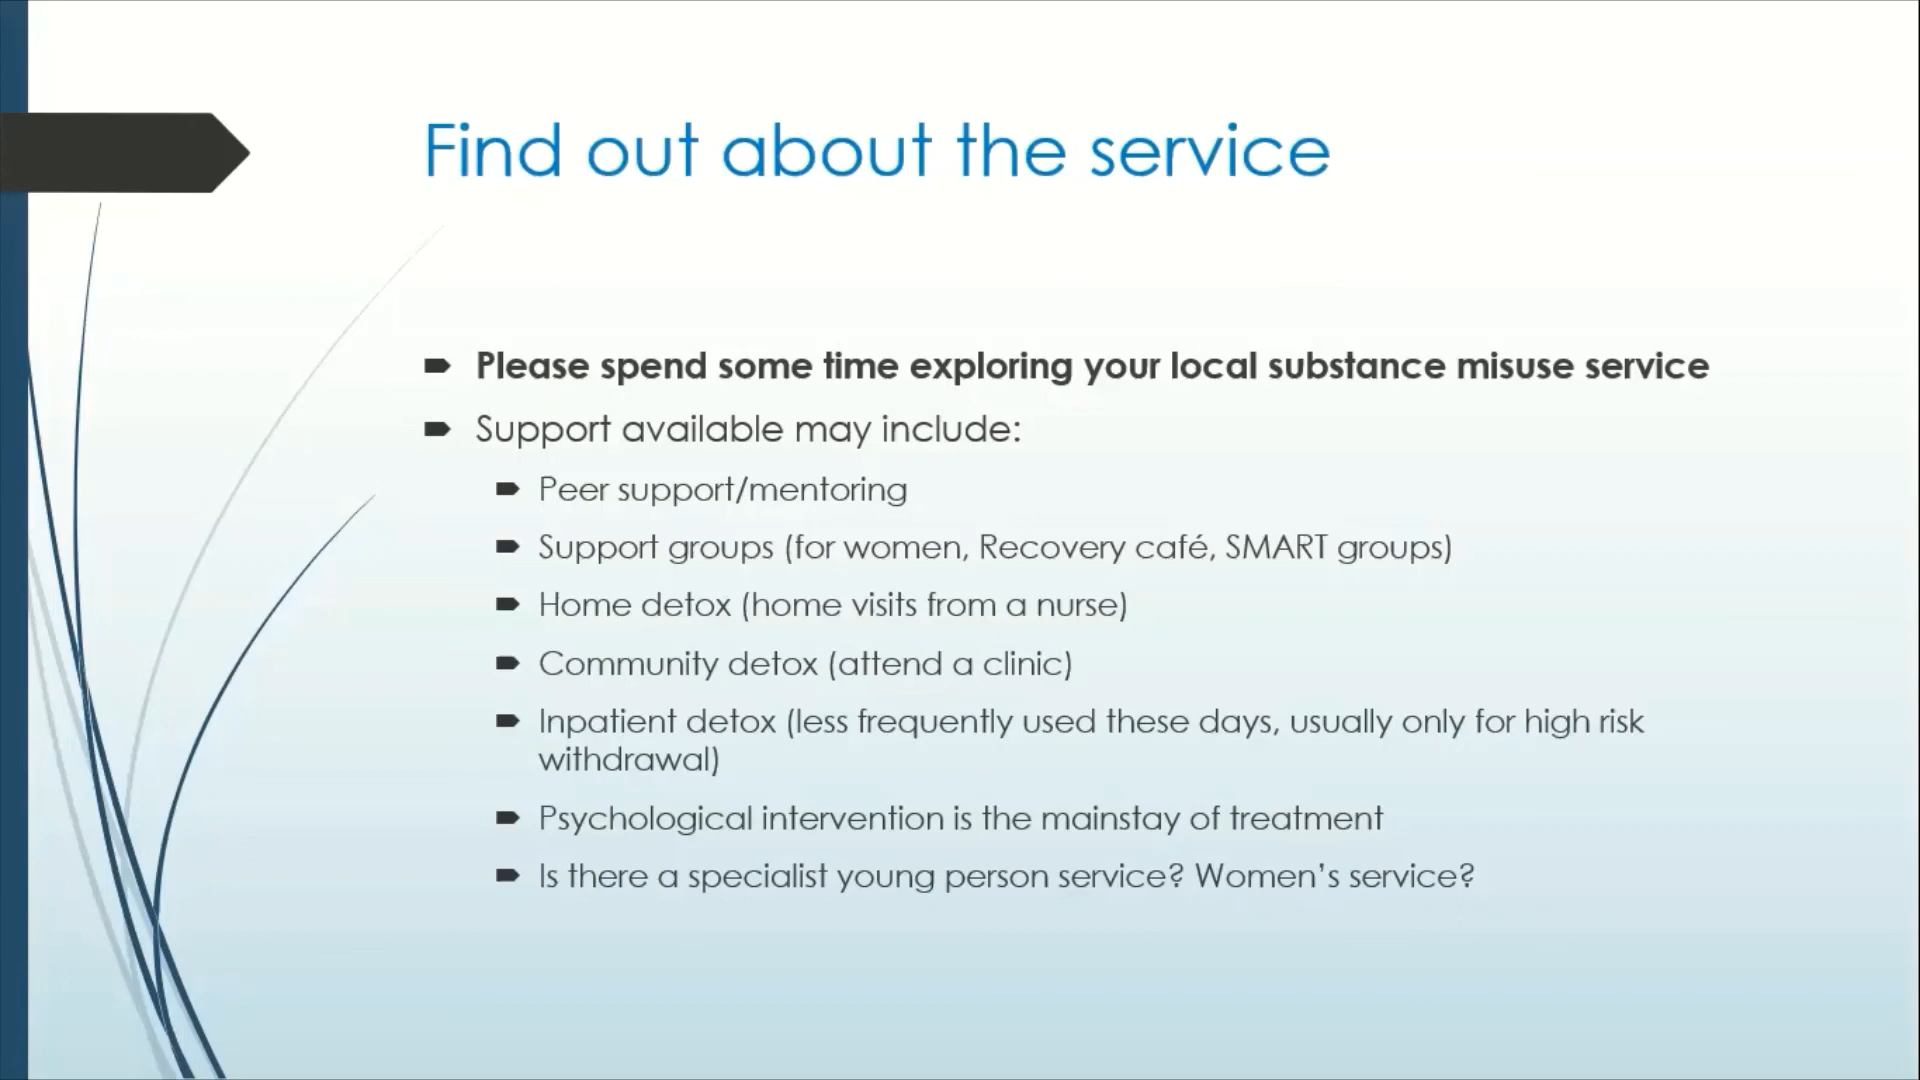 Find out about the service
Please spend some time exploring your local substance misuse service
Support available may include:
Peer support/mentoring
Support groups (for women, Recovery café, SMART groups)
Home detox (home visits from a nurse)
Community detox (attend a clinic)
Inpatient detox (less frequently used these days, usually only for high risk
withdrawal)
Psychological intervention is the mainstay of treatment
Is there a specialist young person service? Women’s service?